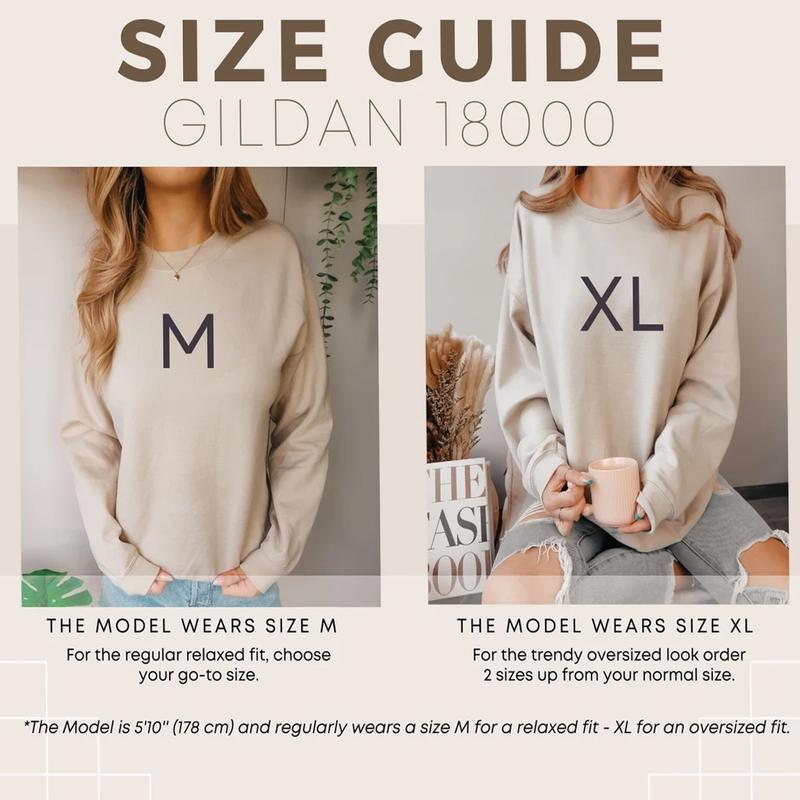 SIZE GUIDE
GILDAN 18000
M
XL
THE MODEL WEARS SIZE M
For the regular relaxed fit, choose
your go-to size.
THE MODEL WEARS SIZE XL
For the trendy oversized look order
2 sizes up from your normal size.
*The Model is 5'10" (178 cm) and regularly wears a size M for a relaxed fit - XL for an oversized fit.